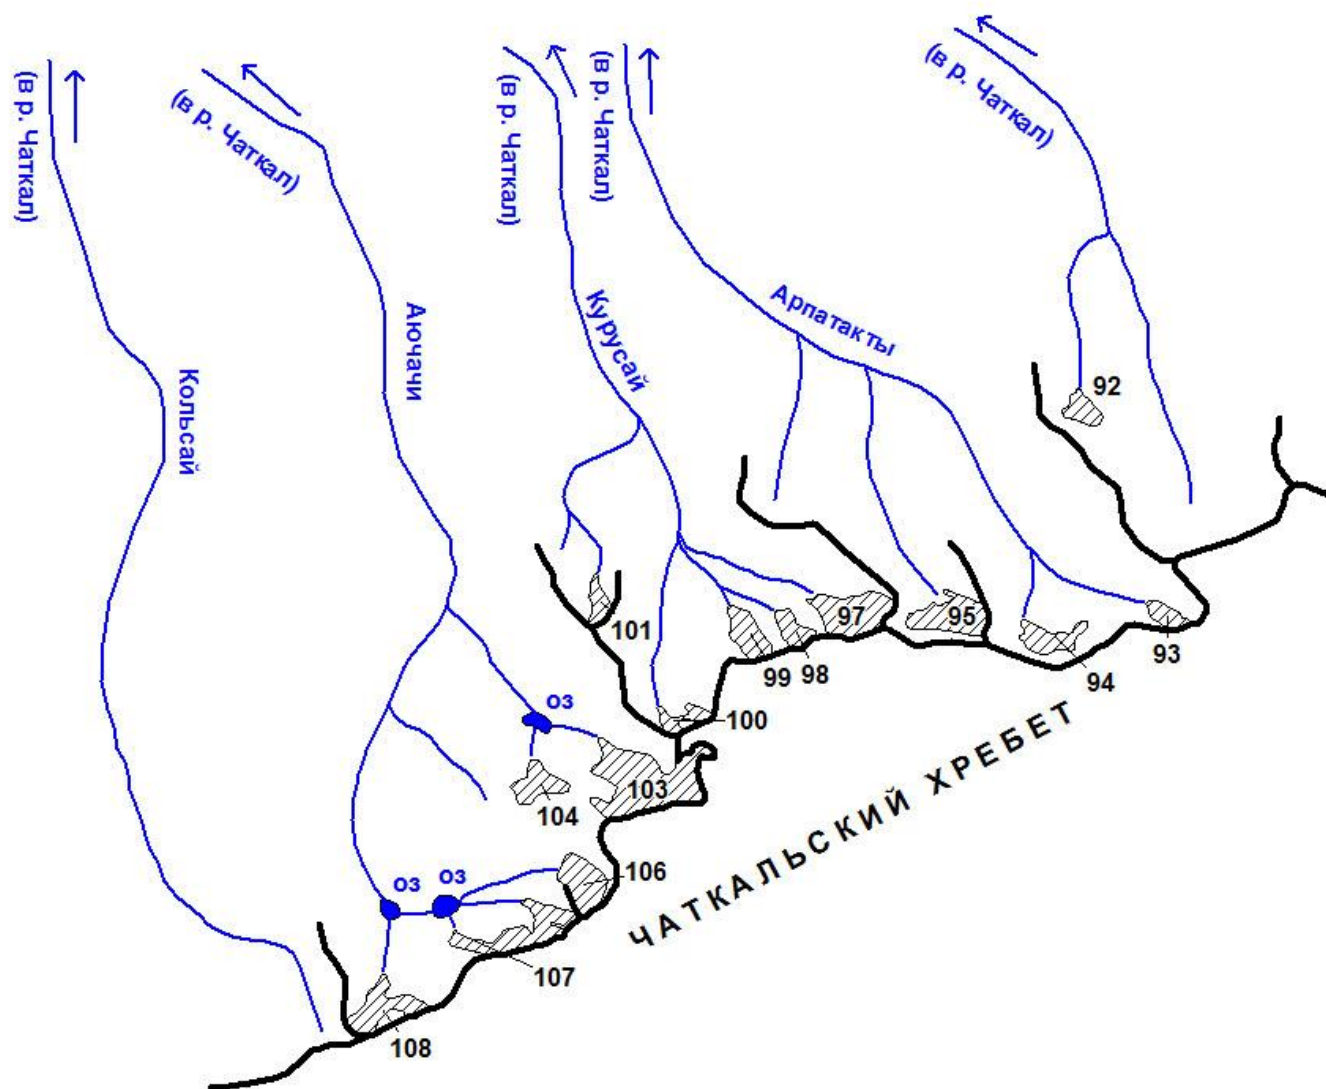 (в р. Чаткал)
(в р. Чаткал)
(в р. Чаткал)
(в р. Чаткал)
(в р. Чаткал)
Кольсай
Аючачи
Курусай
Арпатакты
92
101
97
95
99
98
94
93
100
оз
103
104
106
оз
оз
107
108
ЧАТКАЛЬСКИЙ ХРЕБЕТ